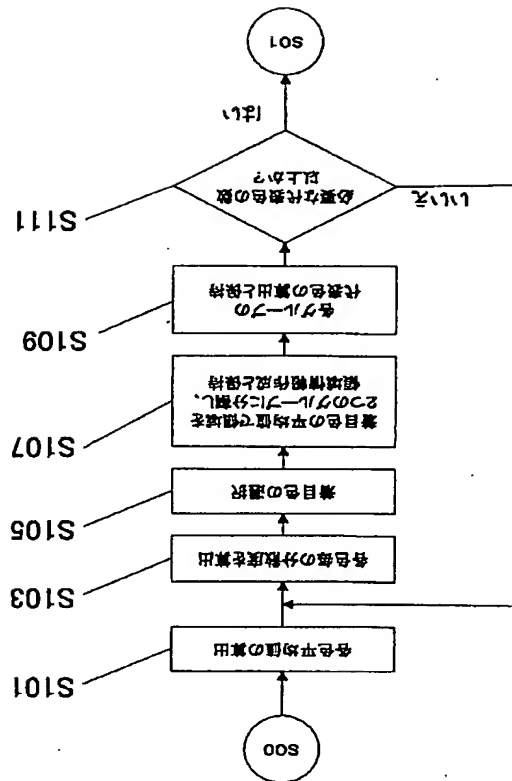 S00
各色平均値の算出
S101
各色毎の分散度を算出
S103
着目色の選択
S105
着目色の平均値で領域を
2つのグループに分割し、
領域情報作成と保持
S107
各グループの
代表色の算出と保持
S109
必要な代表色の数
以上か?
S111
いいえ
はい
S01